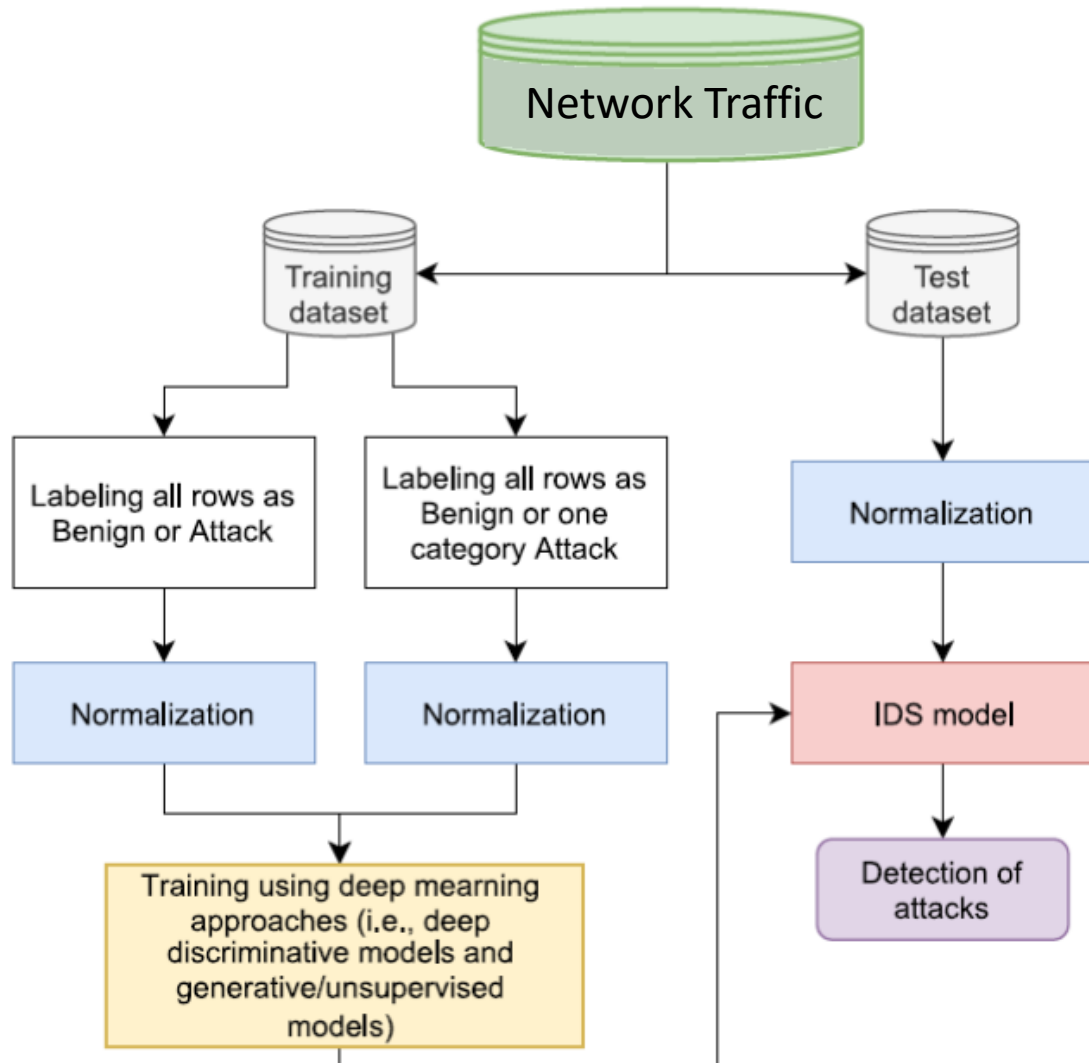 Network Traffic
Training
dataset
Test
dataset
Labeling all rows as
Benign or Attack
Labeling all rows as
Benign or one
category Attack
Normalization
Normalization
Normalization
IDS model
Training using deep mearning
approaches (i.e., deep
discriminative models and
generative/unsupervised
models)
Detection of
attacks